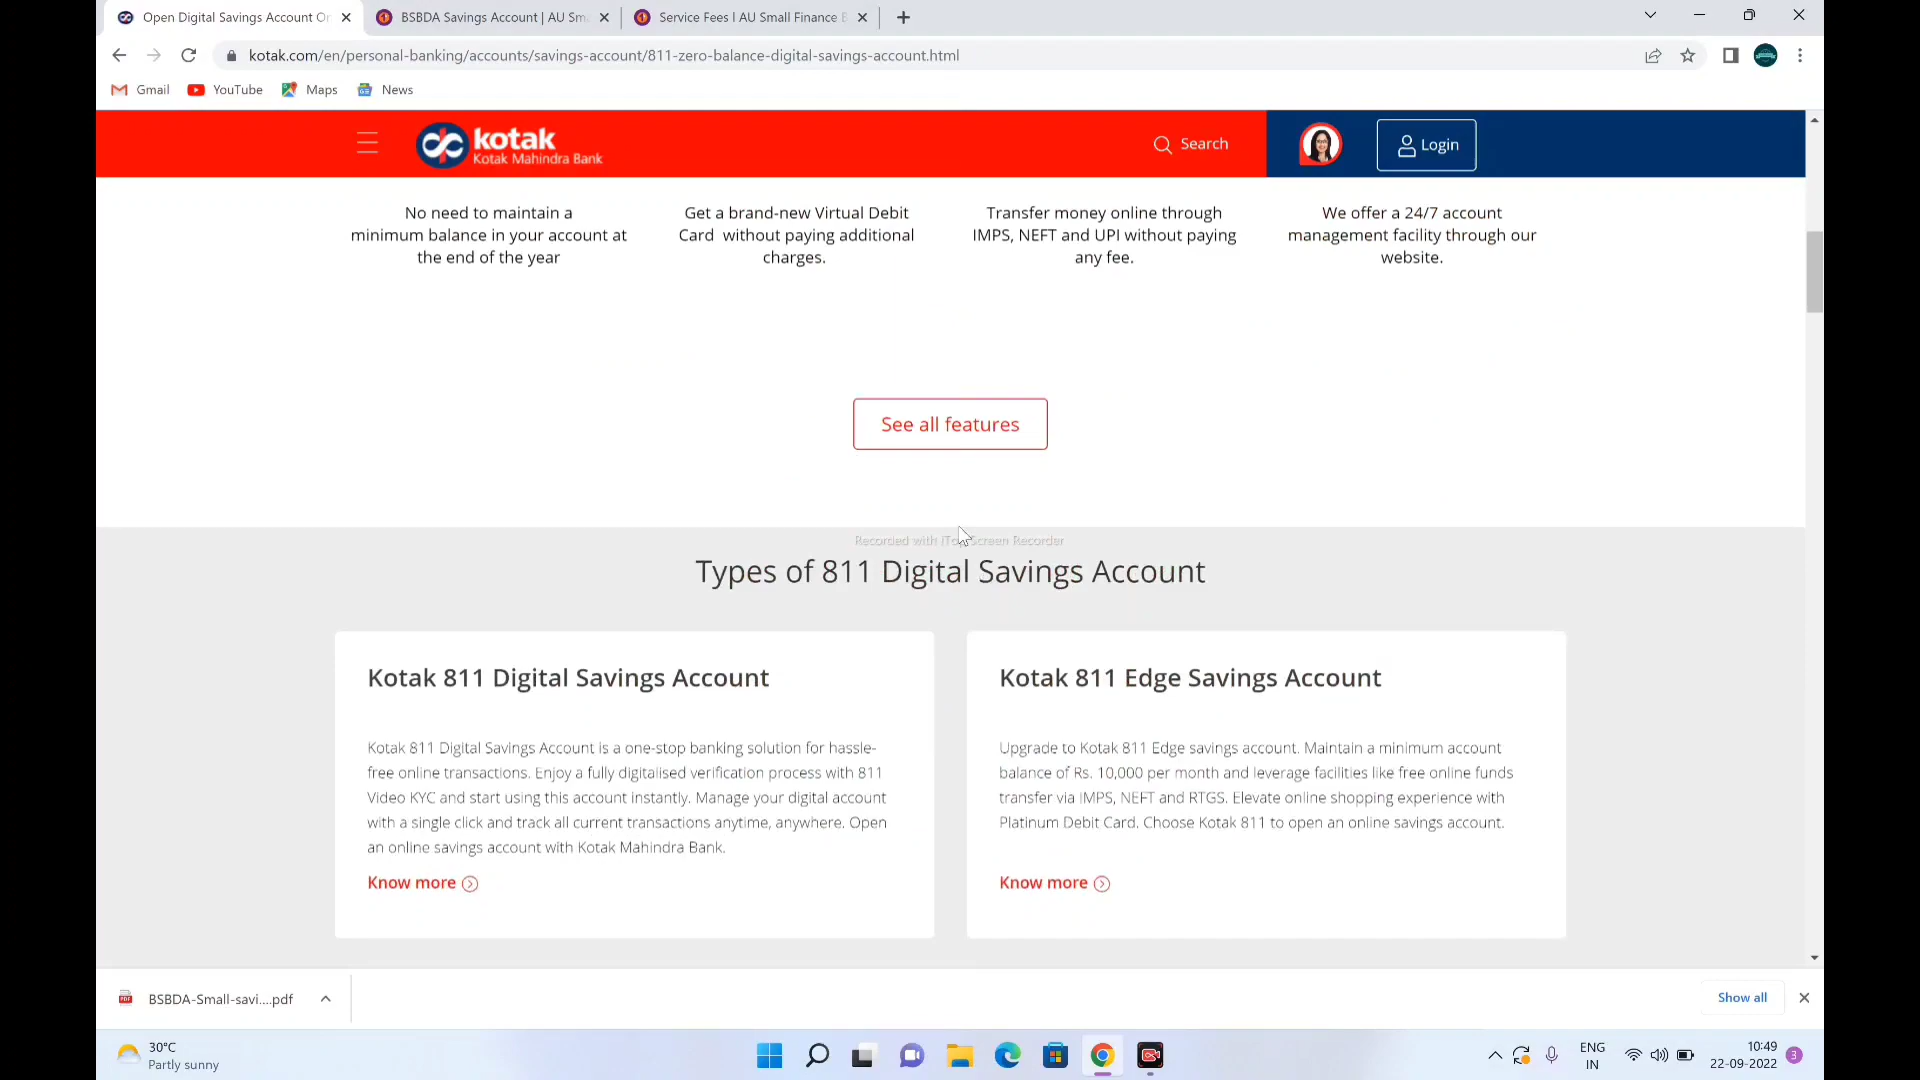 Open Digital Savings Account On
BSBDA Savings Account | AU Sma
Service Fees I AU Small Finance B
kotak.com/en/personal-banking/accounts/savings-account/811-zero-balance-digital-savings-account.html
Gmail
YouTube
Maps
News
kotak
Kotak Mahindra Bank
Search
Login
No need to maintain a
minimum balance in your account at
the end of the year
Get a brand-new Virtual Debit
Card without paying additional
charges.
Transfer money online through
IMPS, NEFT and UPI without paying
any fee.
We offer a 24/7 account
management facility through our
website.
See all features
Recorded with iTop Screen Recorder
Types of 811 Digital Savings Account
Kotak 811 Digital Savings Account
Kotak 811 Digital Savings Account is a one-stop banking solution for hassle-
free online transactions. Enjoy a fully digitalised verification process with 811
Video KYC and start using this account instantly. Manage your digital account
with a single click and track all current transactions anytime, anywhere. Open
an online savings account with Kotak Mahindra Bank.
Know more
Kotak 811 Edge Savings Account
Upgrade to Kotak 811 Edge savings account. Maintain a minimum account
balance of Rs. 10,000 per month and leverage facilities like free online funds
transfer via IMPS, NEFT and RTGS. Elevate online shopping experience with
Platinum Debit Card. Choose Kotak 811 to open an online savings account.
Know more
BSBDA-Small-savi....pdf
Show all
30°C
Partly sunny
ENG
IN
10:49
22-09-2022
3